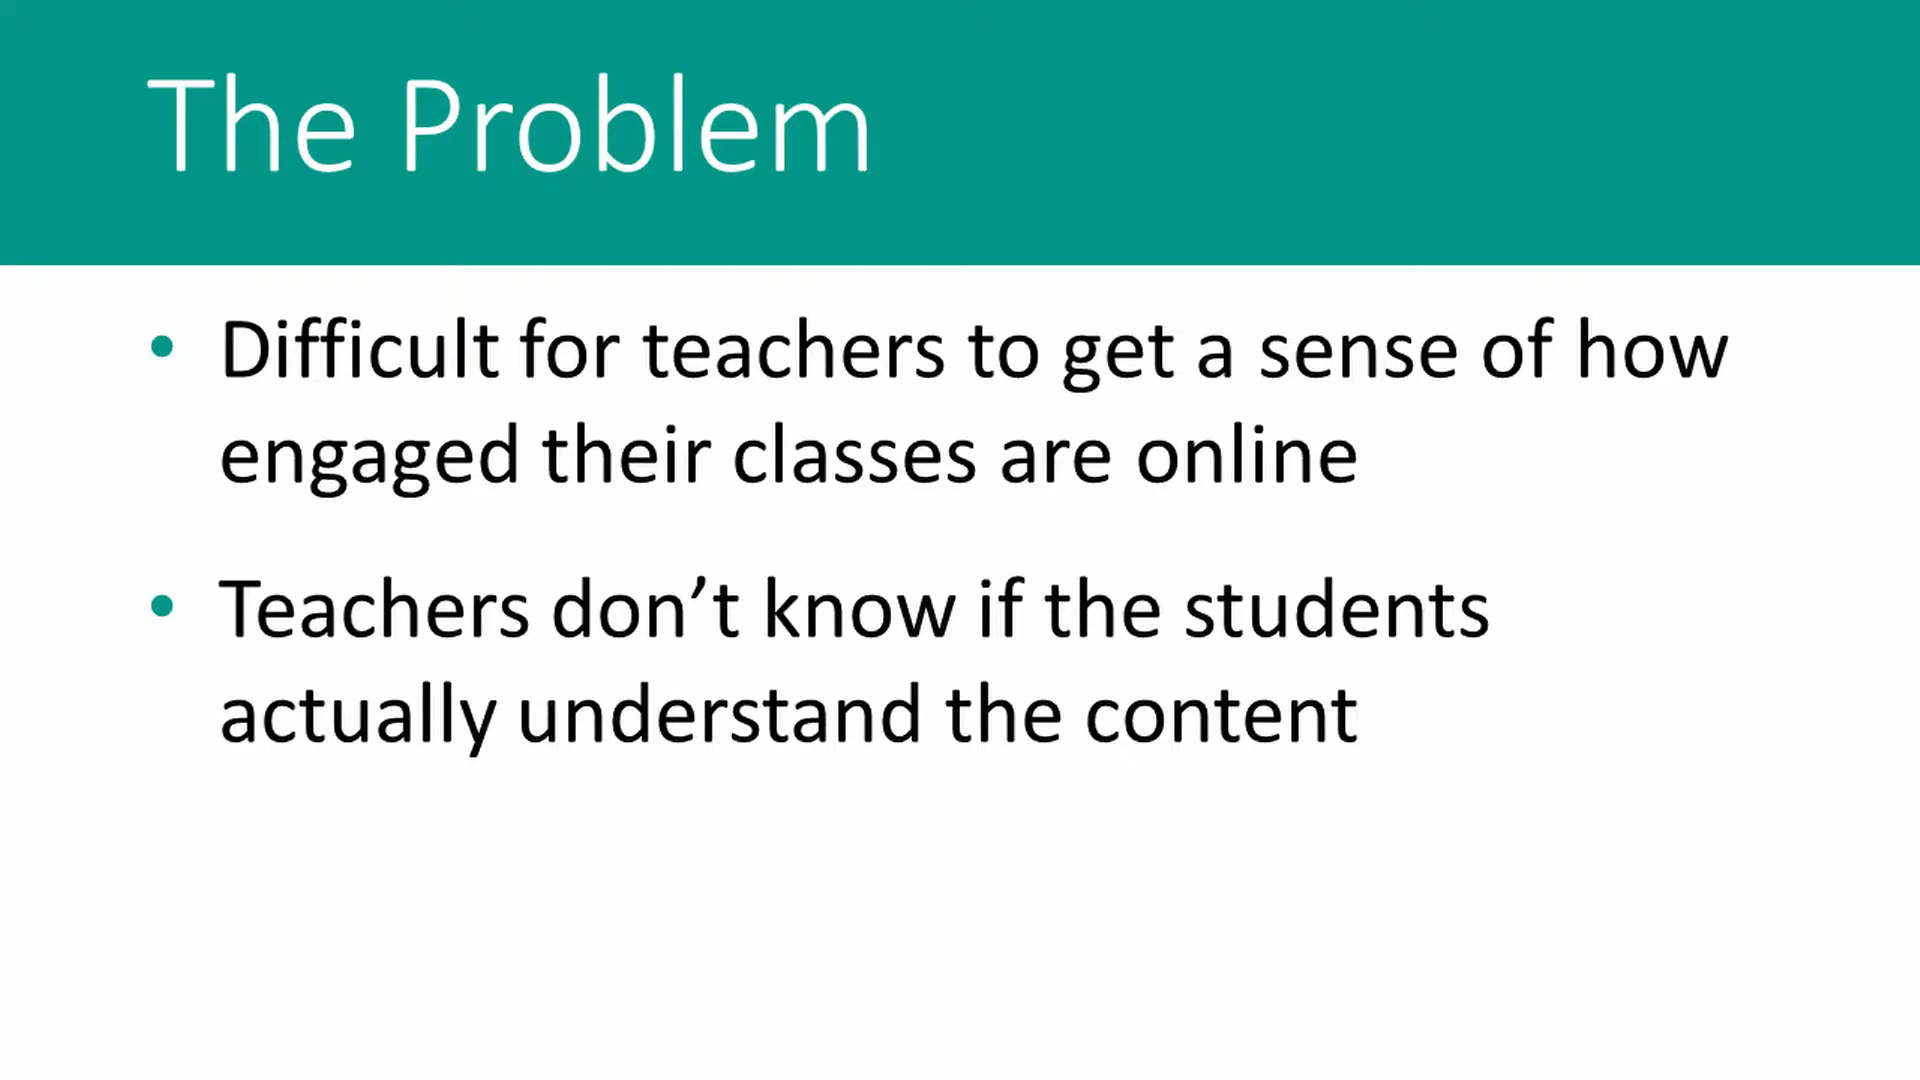 The Problem
• Difficult for teachers to get a sense of how
engaged their classes are online
• Teachers don’t know if the students
actually understand the content